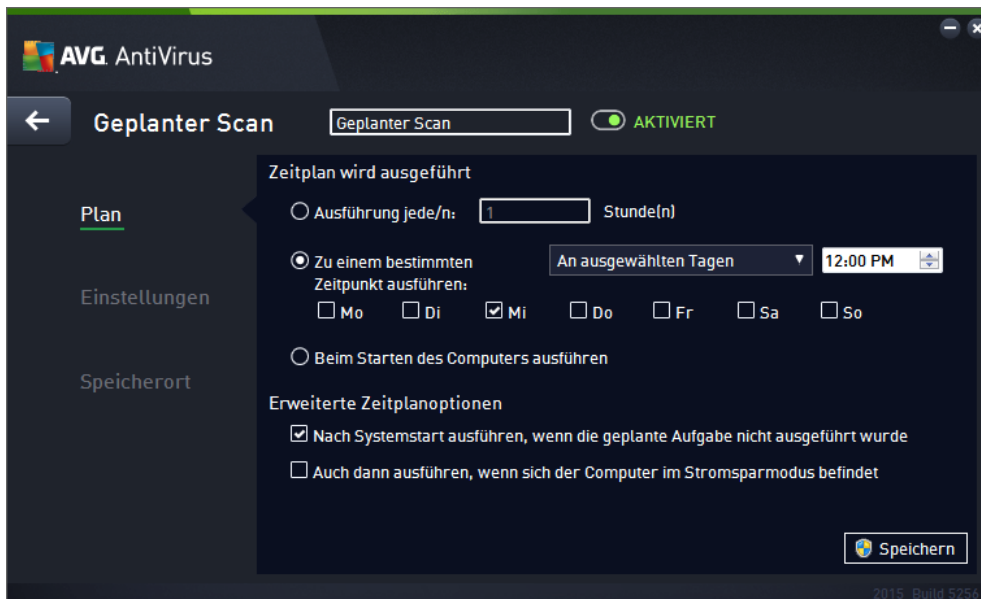 AVG. AntiVirus
Geplanter Scan
Geplanter Scan
AKTIVIERT
Plan
Einstellungen
Speicherort
Zeitplan wird ausgeführt
Ausführung jede/n: 1 Stunde(n)
Zu einem bestimmten
Zeitpunkt ausführen:
An ausgewählten Tagen
12:00 PM
Mo Di Mi Do Fr Sa So
Beim Starten des Computers ausführen
Erweiterte Zeitplanoptionen
Nach Systemstart ausführen, wenn die geplante Aufgabe nicht ausgeführt wurde
Auch dann ausführen, wenn sich der Computer im Stromsparmodus befindet
Speichern
2015 Build 5256